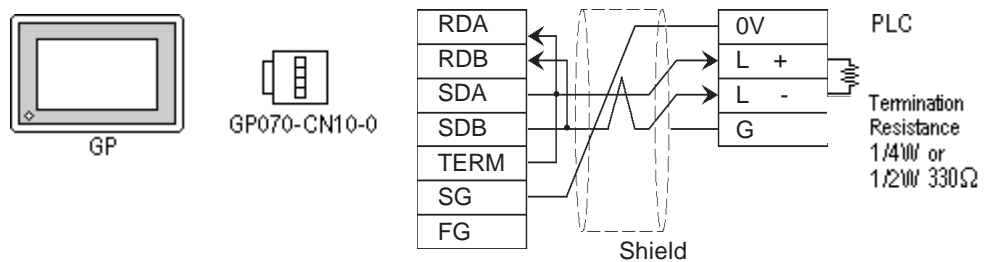 GP
GP070-CN10-0
RDA
RDB
SDA
SDB
TERM
SG
FG
Shield
0V
L +
L -
G
PLC
Termination
Resistance
1/4W or
1/2W 330Ω